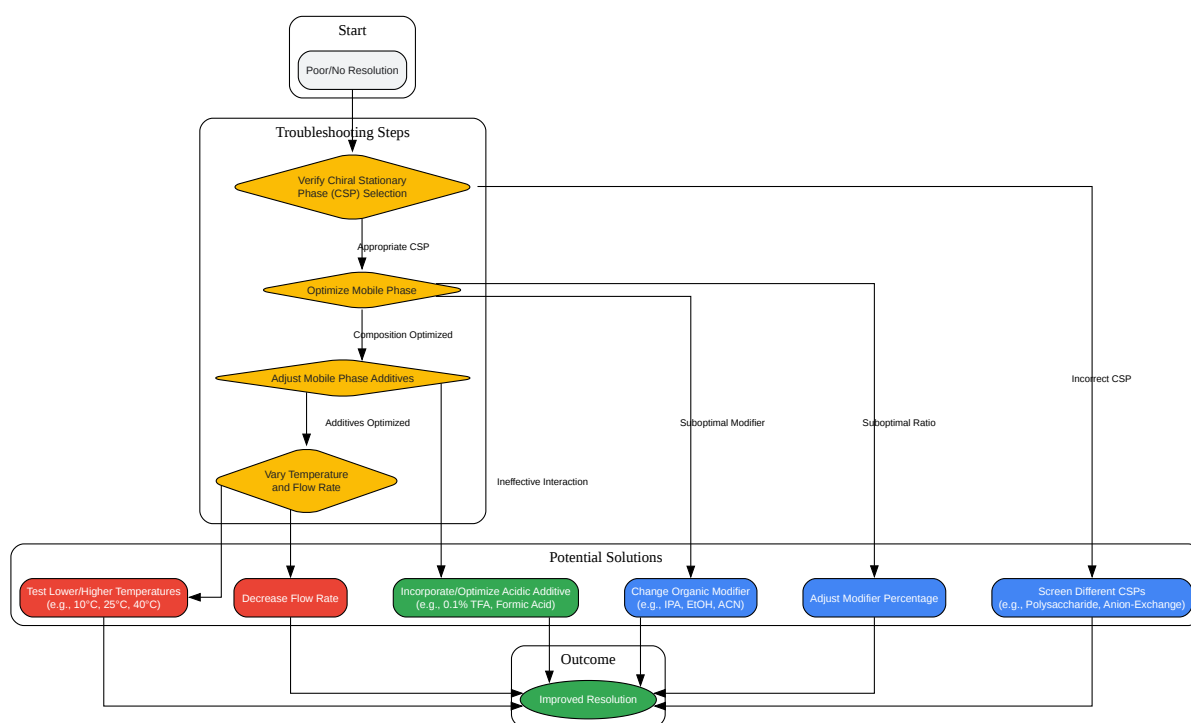 Start
Poor/No Resolution
Troubleshooting Steps
Verify Chiral Stationary
Phase (CSP) Selection
Appropriate CSP
Optimize Mobile Phase
Composition Optimized
Adjust Mobile Phase Additives
Incorrect CSP
Additives Optimized
Suboptimal Modifier
Suboptimal Ratio
Vary Temperature
and Flow Rate
Ineffective Interaction
Potential Solutions
Test Lower/Higher Temperatures
(e.g., 10°C, 25°C, 40°C)
Decrease Flow Rate
Incorporate/Optimize Acidic Additive
(e.g., 0.1% TFA, Formic Acid)
Change Organic Modifier
(e.g., IPA, EtOH, ACN)
Adjust Modifier Percentage
Screen Different CSPs
(e.g., Polysaccharide, Anion-Exchange)
Outcome
Improved Resolution